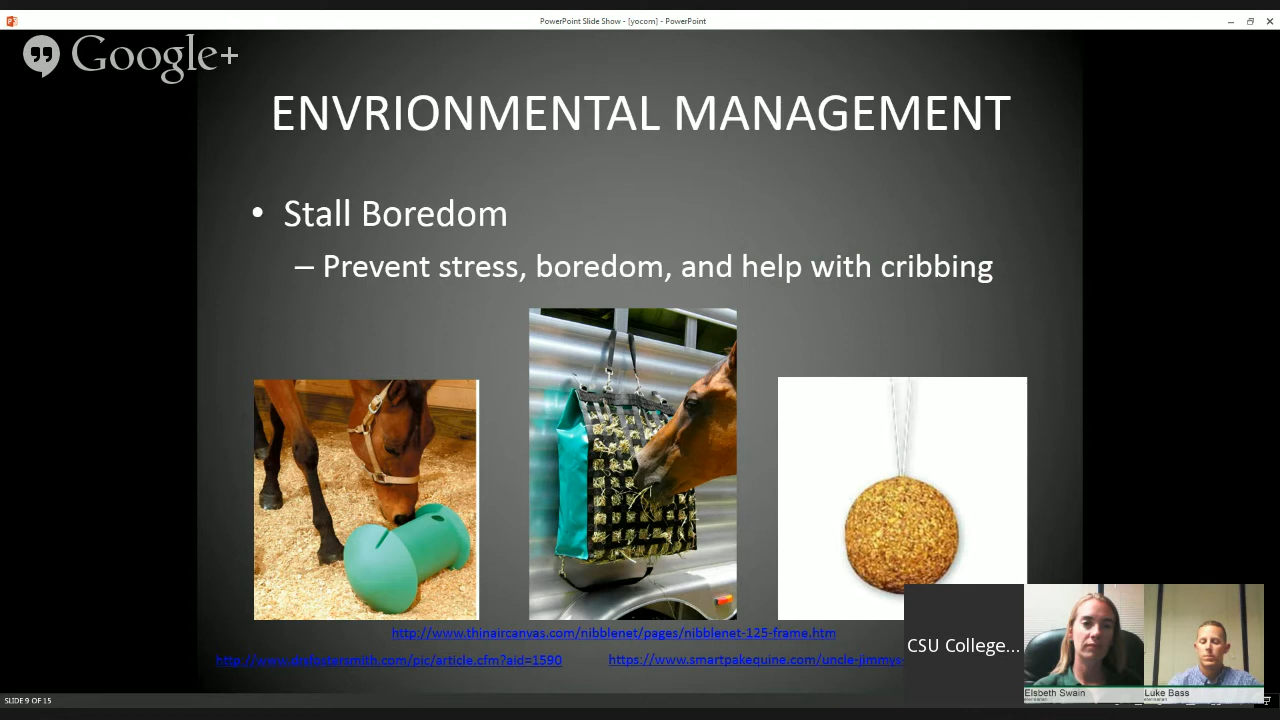 PowerPoint Slide Show - [yocom] - PowerPoint
Google+
ENVRIONMENTAL MANAGEMENT
• Stall Boredom
– Prevent stress, boredom, and help with cribbing
http://www.thinaircanvas.com/nibblenet/pages/nibblenet-125-frame.htm
http://www.drsfostersmith.com/pic/article.cfm?aid=1590
https://www.smartpakequine.com/uncle-jimmys-
CSU College...
Elsbeth Swain
Luke Bass
SLIDE 9 OF 15